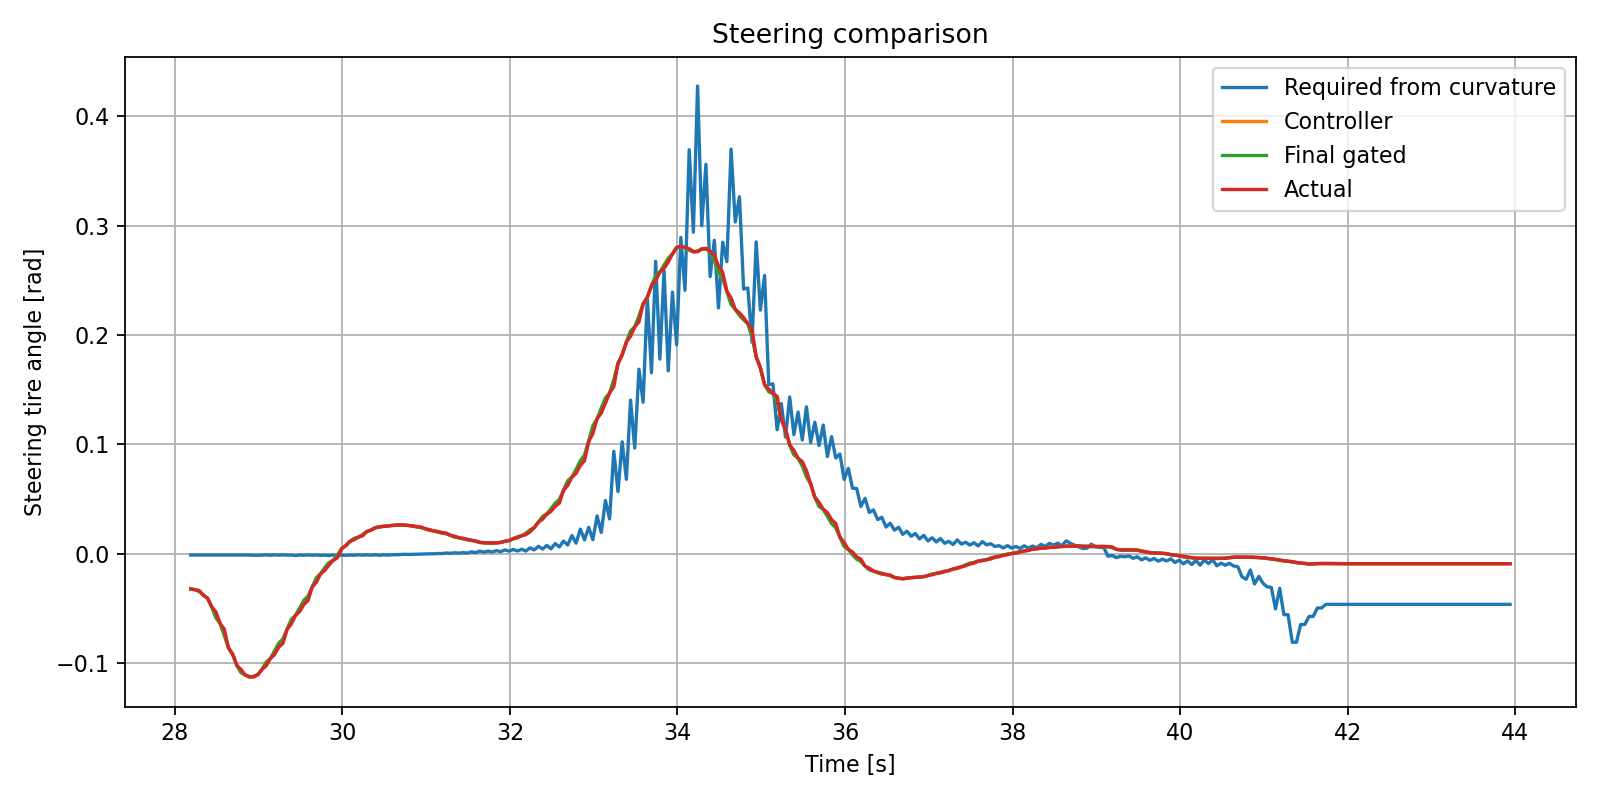 Steering comparison
Required from curvature
Controller
Final gated
Actual
Steering tire angle [rad]
0.4
0.3
0.2
0.1
0.0
−0.1
28 30 32 34 36 38 40 42 44
Time [s]